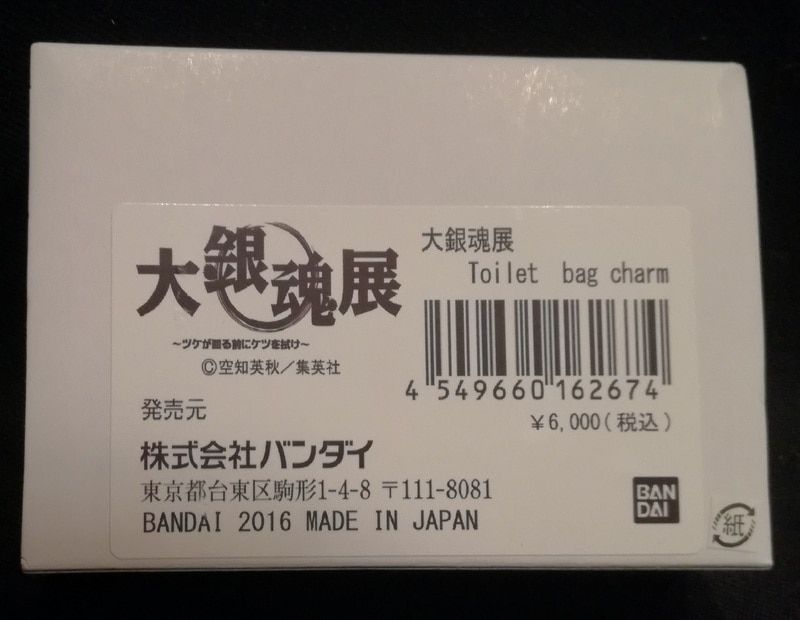 大銀魂展
～ツケが回る前にケツを拭け～
©空知英秋／集英社
大銀魂展
Toilet bag charm
4 549660 162674
¥6,000(税込)
発売元
株式会社バンダイ
東京都台東区駒形1-4-8 〒111-8081
BANDAI 2016 MADE IN JAPAN
BAN
DAI
紙